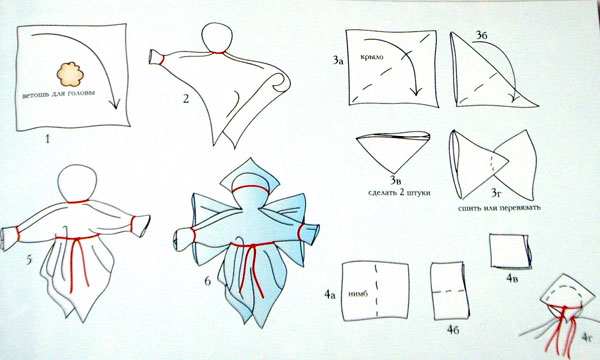 ветошь для головы
1
2
3а
крыло
3б
3в
сделать 2 штуки
3г
сшить или перевязать
5
6
4а
нимб
4б
4в
4г